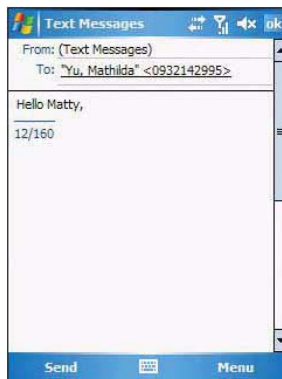 Text Messages
ok
From: (Text Messages)
To: "Yu, Mathilda" <0932142995>
Hello Matty,
12/160
Send
Menu